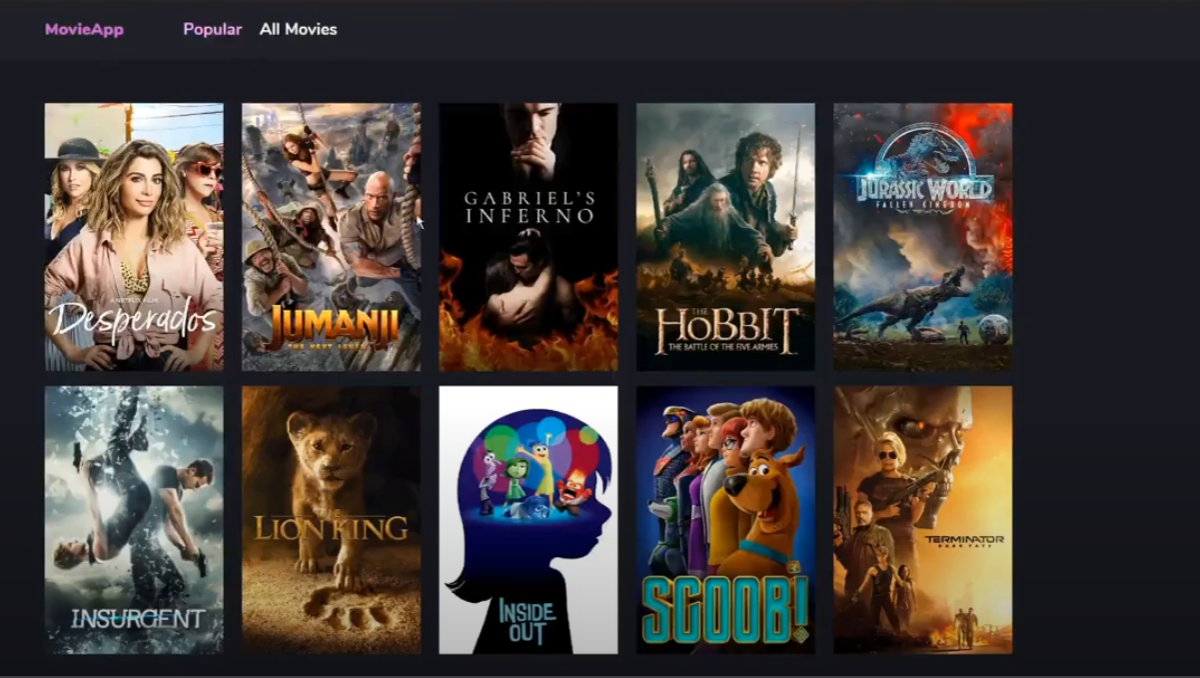 MovieApp Popular All Movies
A NETFLIX FILM
Desperados
JUMANJI
THE NEXT LEVEL
GABRIEL'S
INFERNO
THE
HOBBIT
THE BATTLE OF THE FIVE ARMIES
JURASSIC WORLD
FALLEN KINGDOM
INSURGENT
THE
LION KING
INSIDE
OUT
SCOOB!
TERMINATOR
DARK FATE